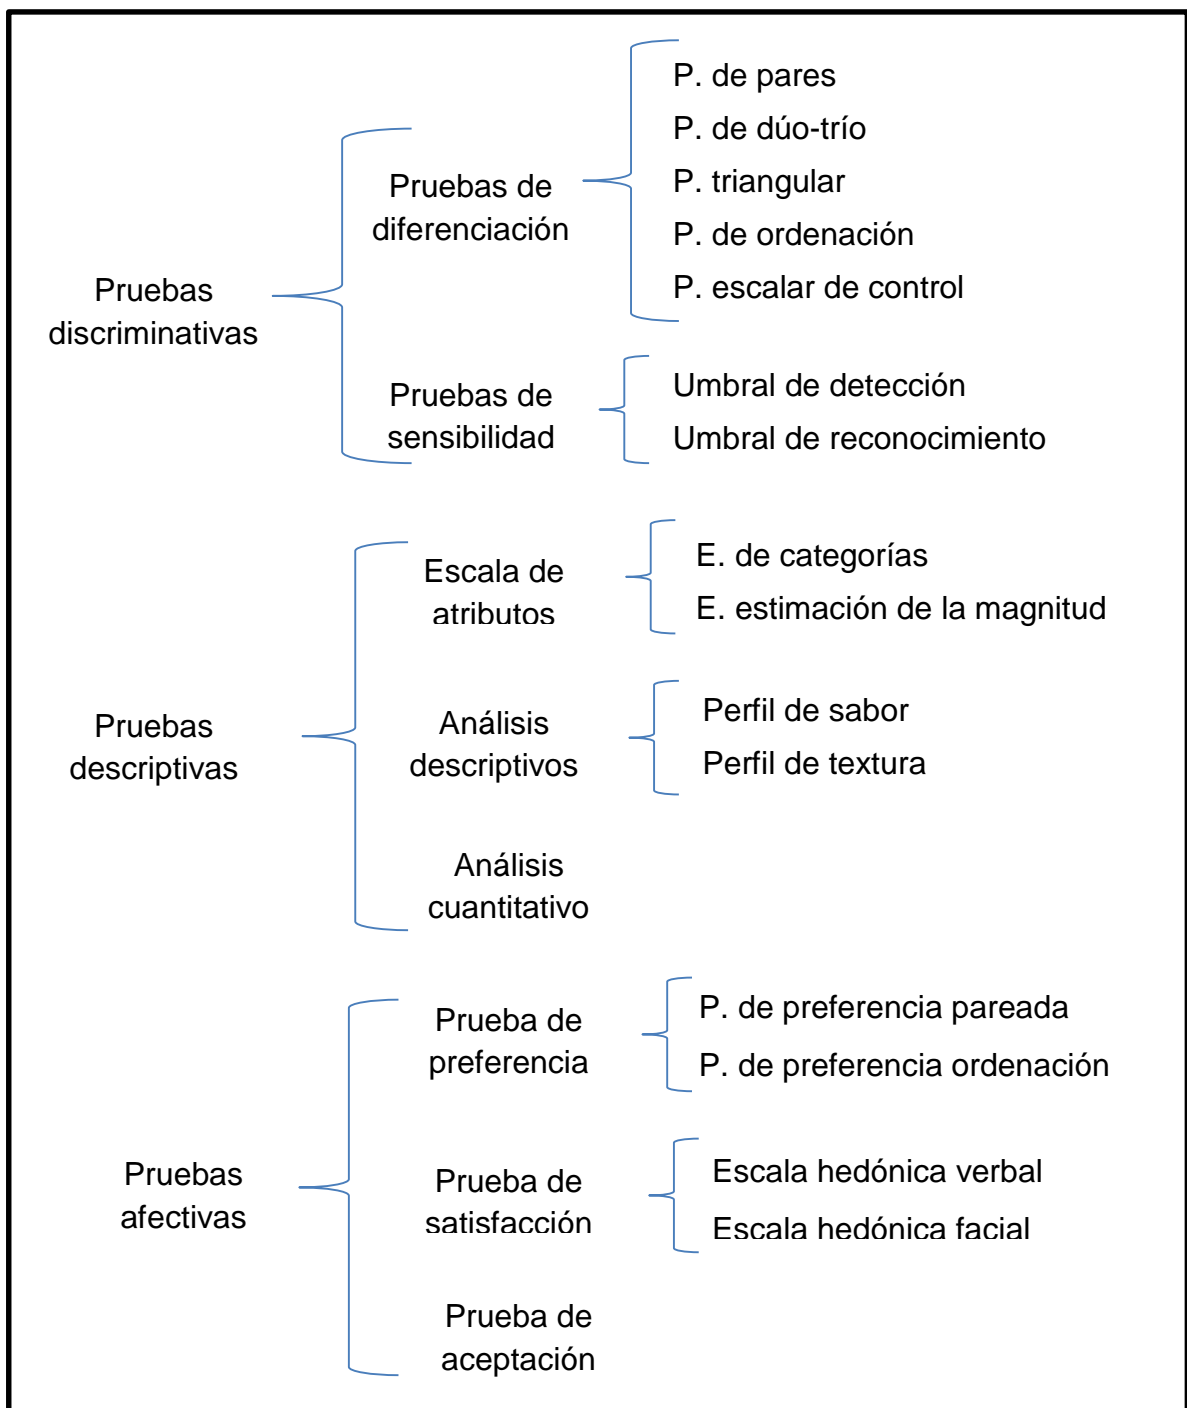 Pruebas
discriminativas
Pruebas de
diferenciación
P. de pares
P. de dúo-trío
P. triangular
P. de ordenación
P. escalar de control
Pruebas de
sensibilidad
Umbral de detección
Umbral de reconocimiento
Pruebas
descriptivas
Escala de
atributos
E. de categorías
E. estimación de la magnitud
Análisis
descriptivos
Perfil de sabor
Perfil de textura
Análisis
cuantitativo
Pruebas
afectivas
Prueba de
preferencia
P. de preferencia pareada
P. de preferencia ordenación
Prueba de
satisfacción
Escala hedónica verbal
Escala hedónica facial
Prueba de
aceptación